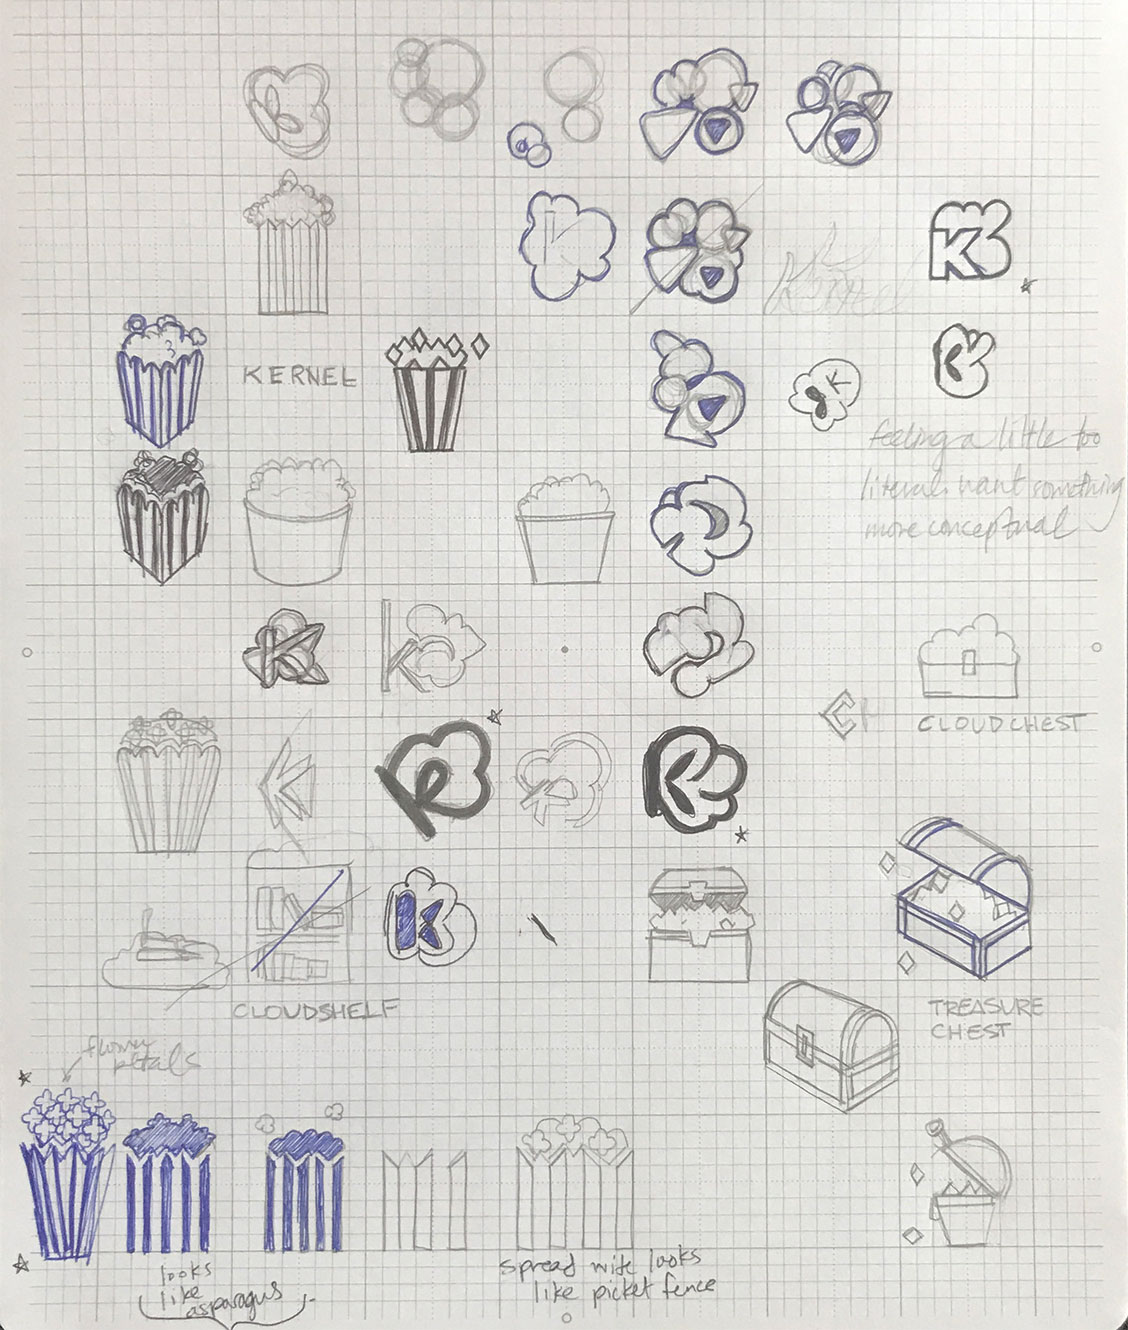 Kernel
KERNEL
feeling a little too
literal. want something
more conceptual
CLOUDCHEST
CLOUDSHELF
TREASURE
CHEST
flower
petals
looks
like
asparagus
spread wide looks
like picket fence
K
K
K
K
K
K
K
K
K